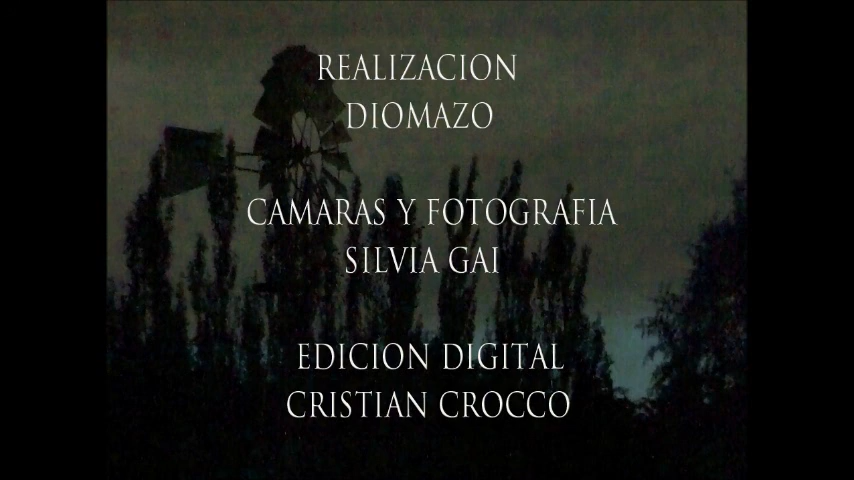 REALIZACION
DIOMAZO
CAMARAS Y FOTOGRAFIA
SILVIA GAI
EDICION DIGITAL
CRISTIAN CROCCO